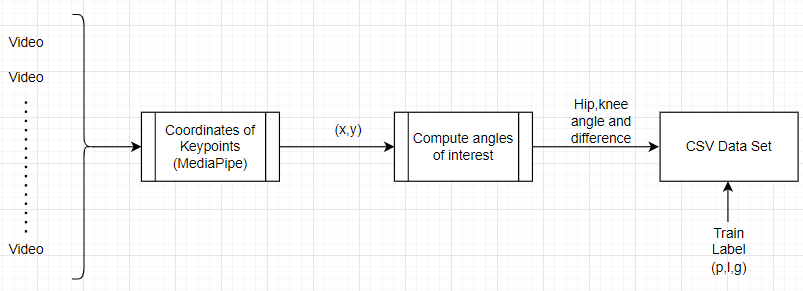 Video
Video
Video
Coordinates of
Keypoints
(MediaPipe)
(x,y)
Compute angles
of interest
Hip,knee
angle and
difference
CSV Data Set
Train
Label
(p,l,g)